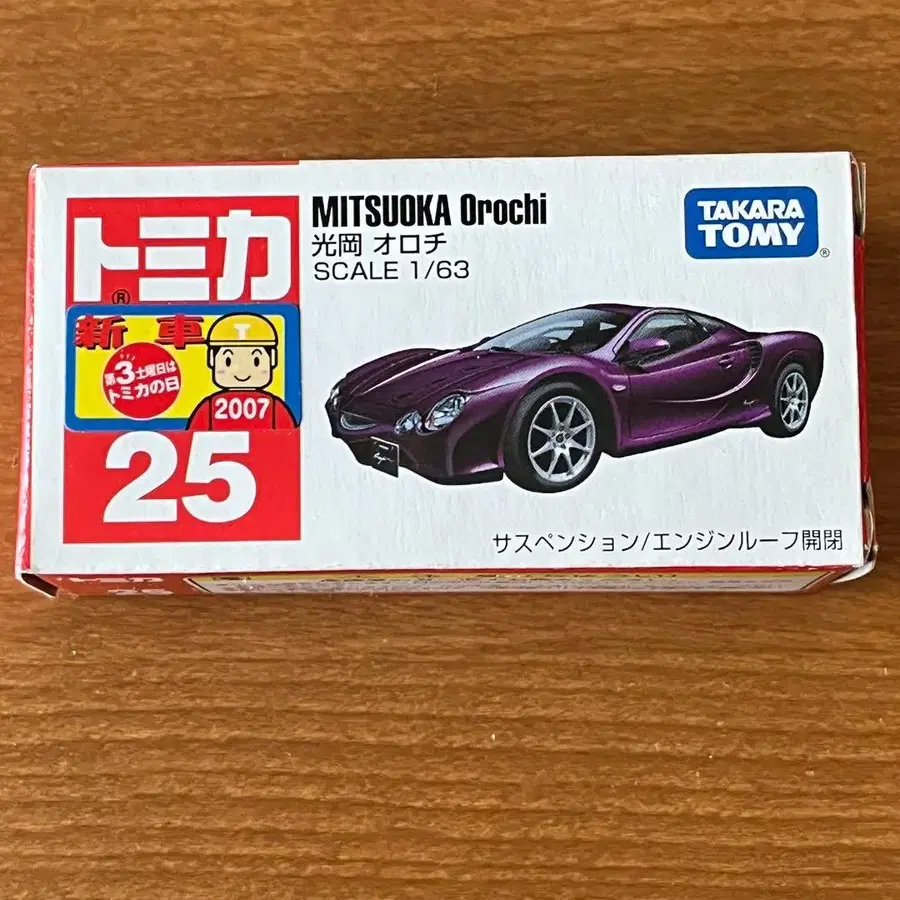 トミカ
®
新車
第3土曜日は
トミカの日
T
2007
25
MITSUOKA Orochi
光岡 オロチ
SCALE 1/63
TAKARA
TOMY
®
サスペンション/エンジンルーフ開閉
25